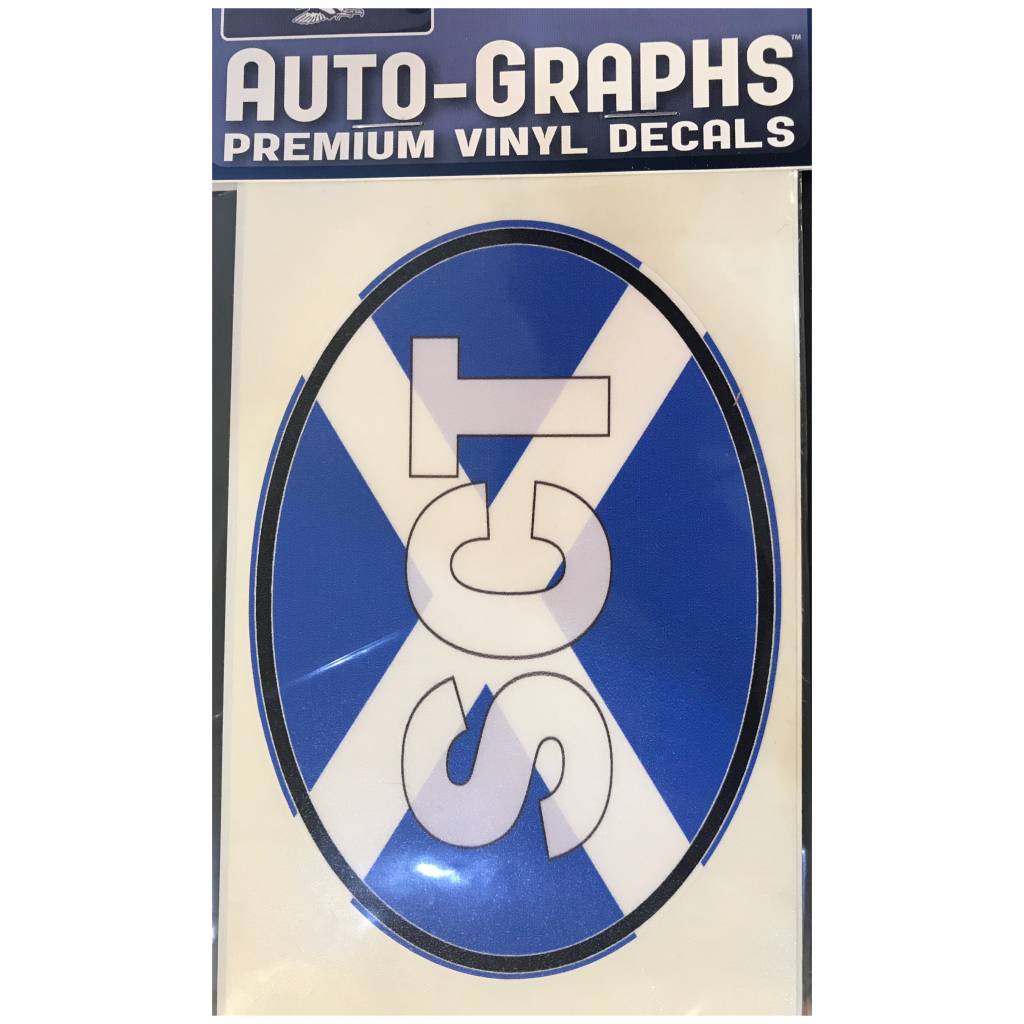 AUTO-GRAPHS™
PREMIUM VINYL DECALS
SCT